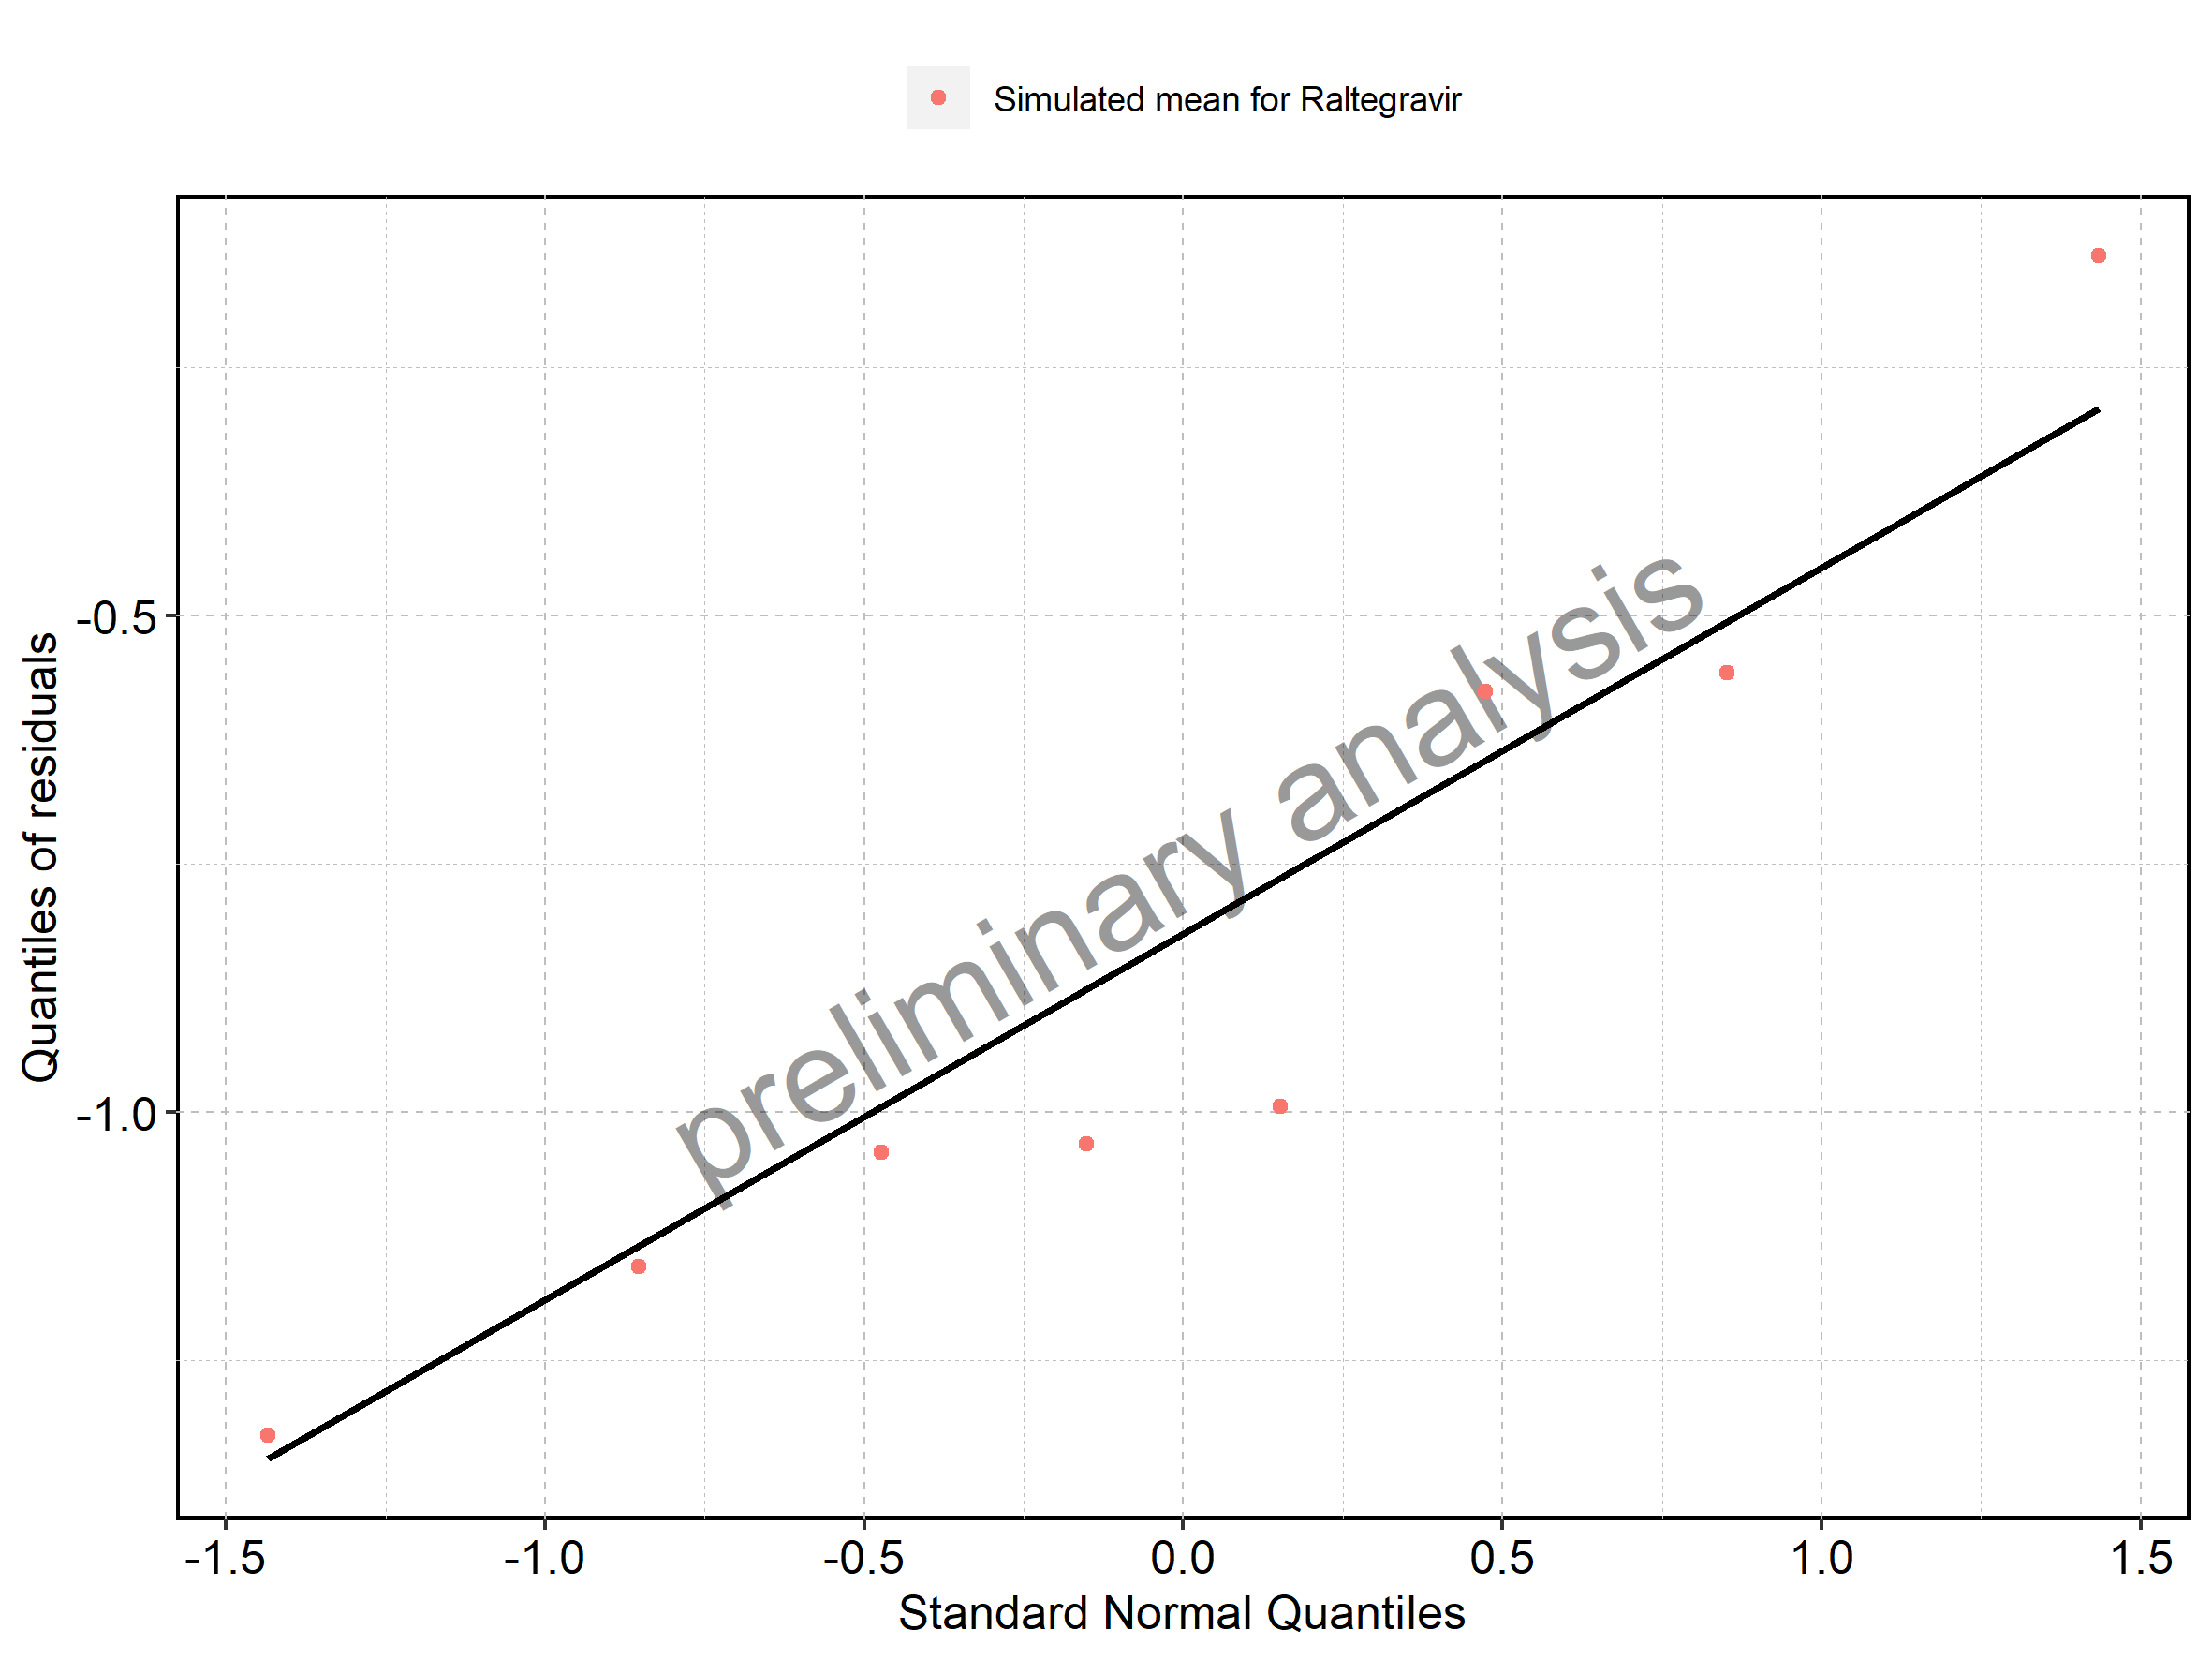 Simulated mean for Raltegravir
-0.5
-1.0
Quantiles of residuals
preliminary analysis
-1.5 -1.0 -0.5 0.0 0.5 1.0 1.5
Standard Normal Quantiles